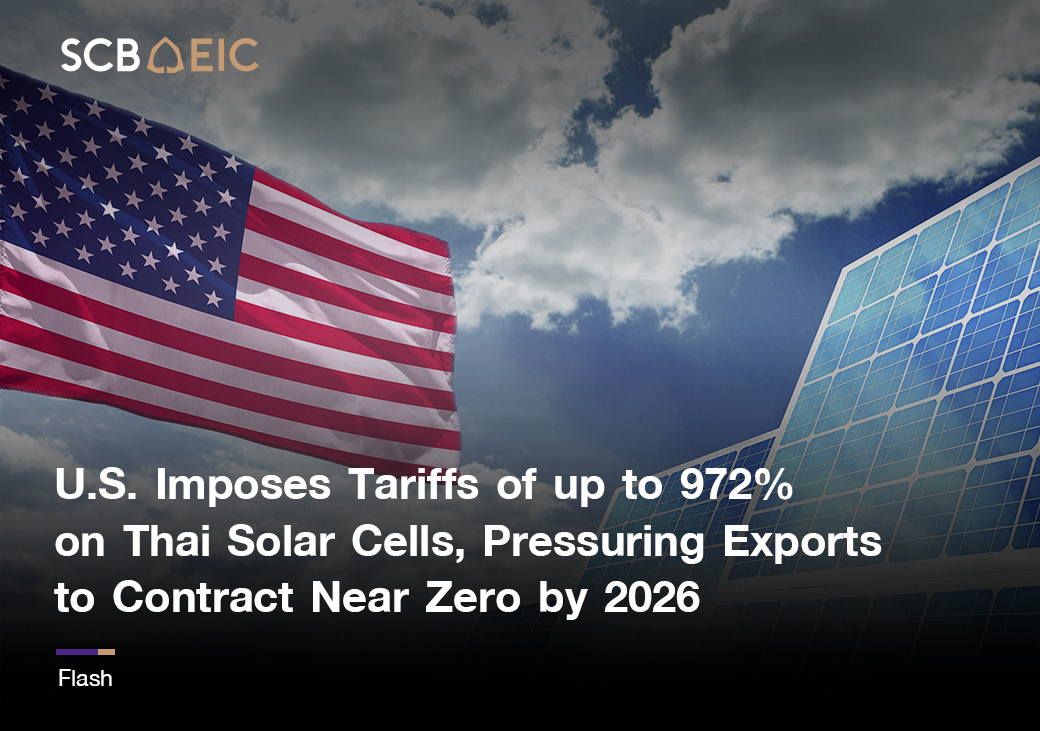 SCB EIC
U.S. Imposes Tariffs of up to 972%
on Thai Solar Cells, Pressuring Exports
to Contract Near Zero by 2026
Flash